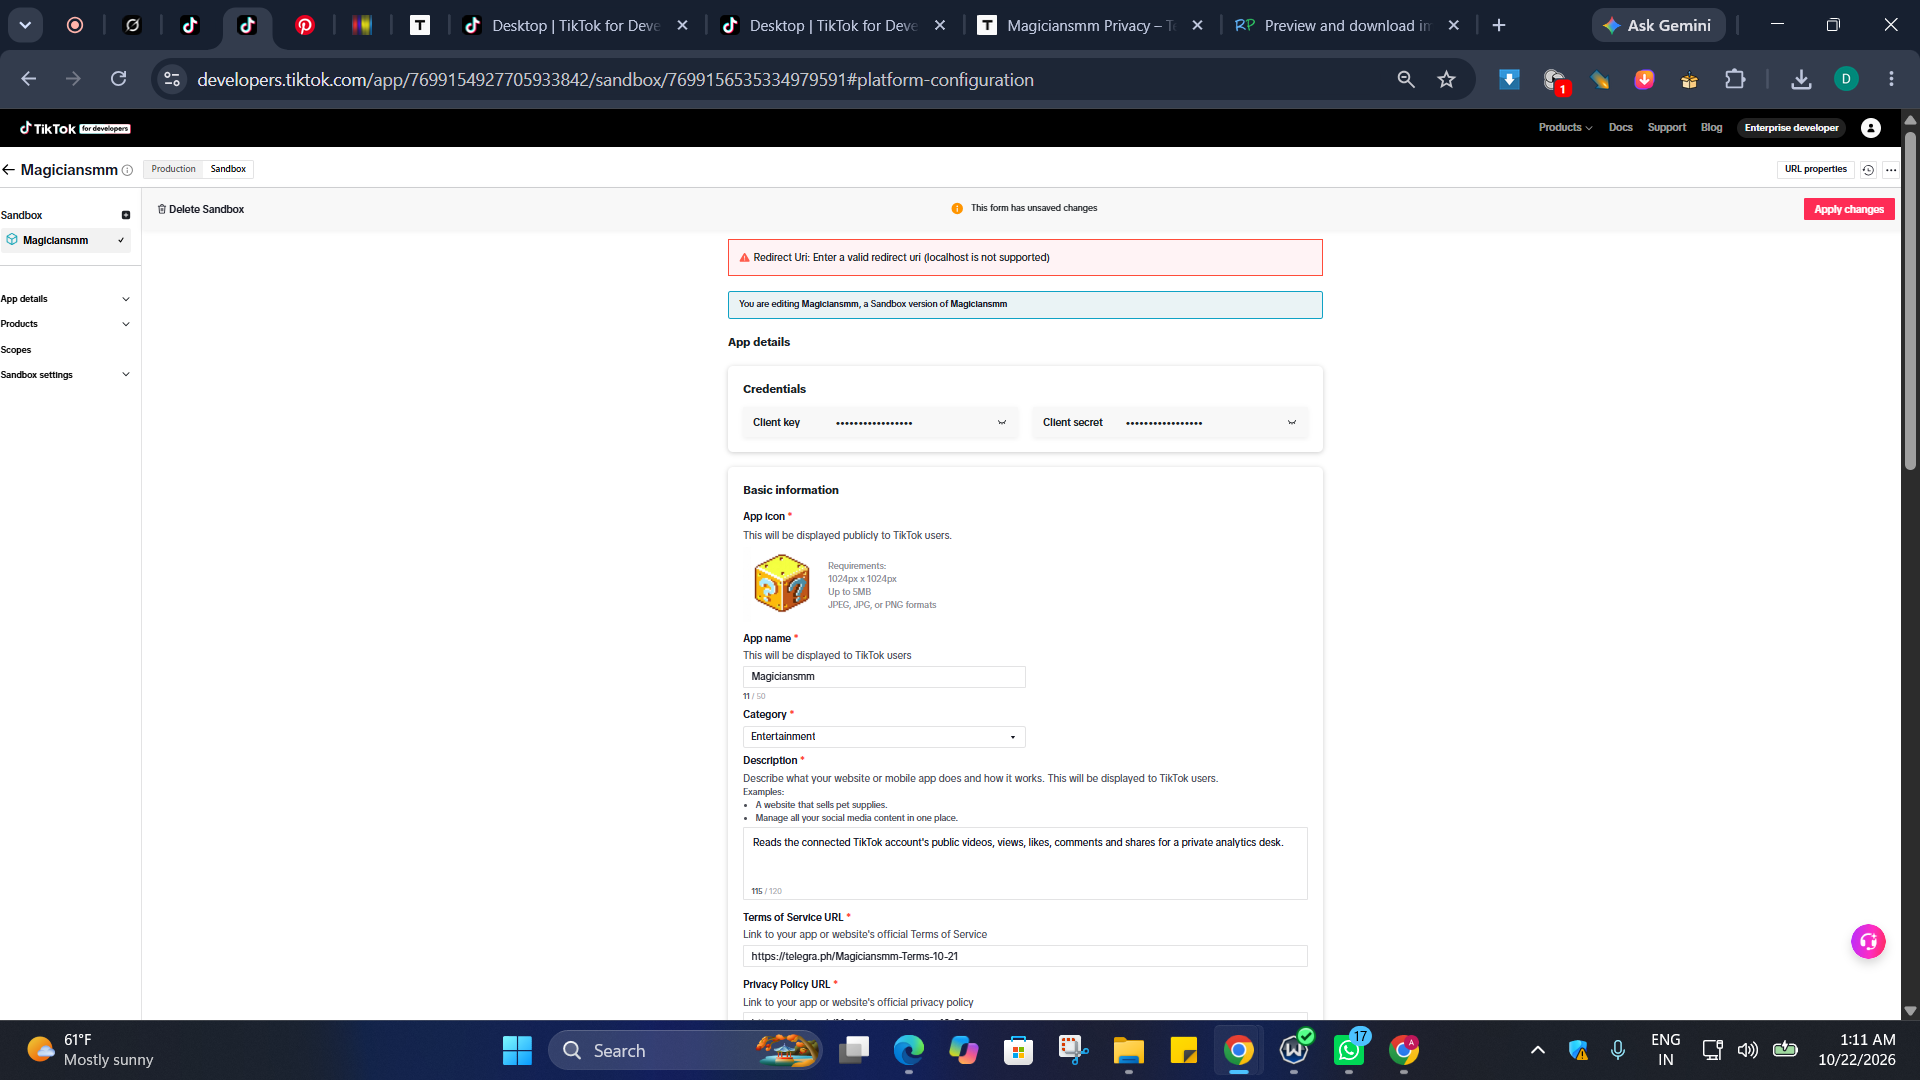 Desktop | TikTok for Deve
Desktop | TikTok for Deve
Magiciansmm Privacy – Te
Preview and download im
Ask Gemini
developers.tiktok.com/app/7699154927705933842/sandbox/7699156535334979591#platform-configuration
1
D
TikTok for developers
Products
Docs
Support
Blog
Enterprise developer
Magiciansmm
Production
Sandbox
URL properties
Sandbox
Magiciansmm
Delete Sandbox
This form has unsaved changes
Apply changes
App details
Products
Scopes
Sandbox settings
Redirect Uri: Enter a valid redirect uri (localhost is not supported)
You are editing Magiciansmm, a Sandbox version of Magiciansmm
App details
Credentials
Client key
Client secret
Basic information
App icon *
This will be displayed publicly to TikTok users.
Requirements:
1024px x 1024px
Up to 5MB
JPEG, JPG, or PNG formats
App name *
This will be displayed to TikTok users
Magiciansmm
11 / 50
Category *
Entertainment
Description *
Describe what your website or mobile app does and how it works. This will be displayed to TikTok users.
Examples:
• A website that sells pet supplies.
• Manage all your social media content in one place.
Reads the connected TikTok account's public videos, views, likes, comments and shares for a private analytics desk.
115 / 120
Terms of Service URL *
Link to your app or website's official Terms of Service
https://telegra.ph/Magiciansmm-Terms-10-21
Privacy Policy URL *
Link to your app or website's official privacy policy
61°F
Mostly sunny
Search
17
A
ENG
IN
1:11 AM
10/22/2026